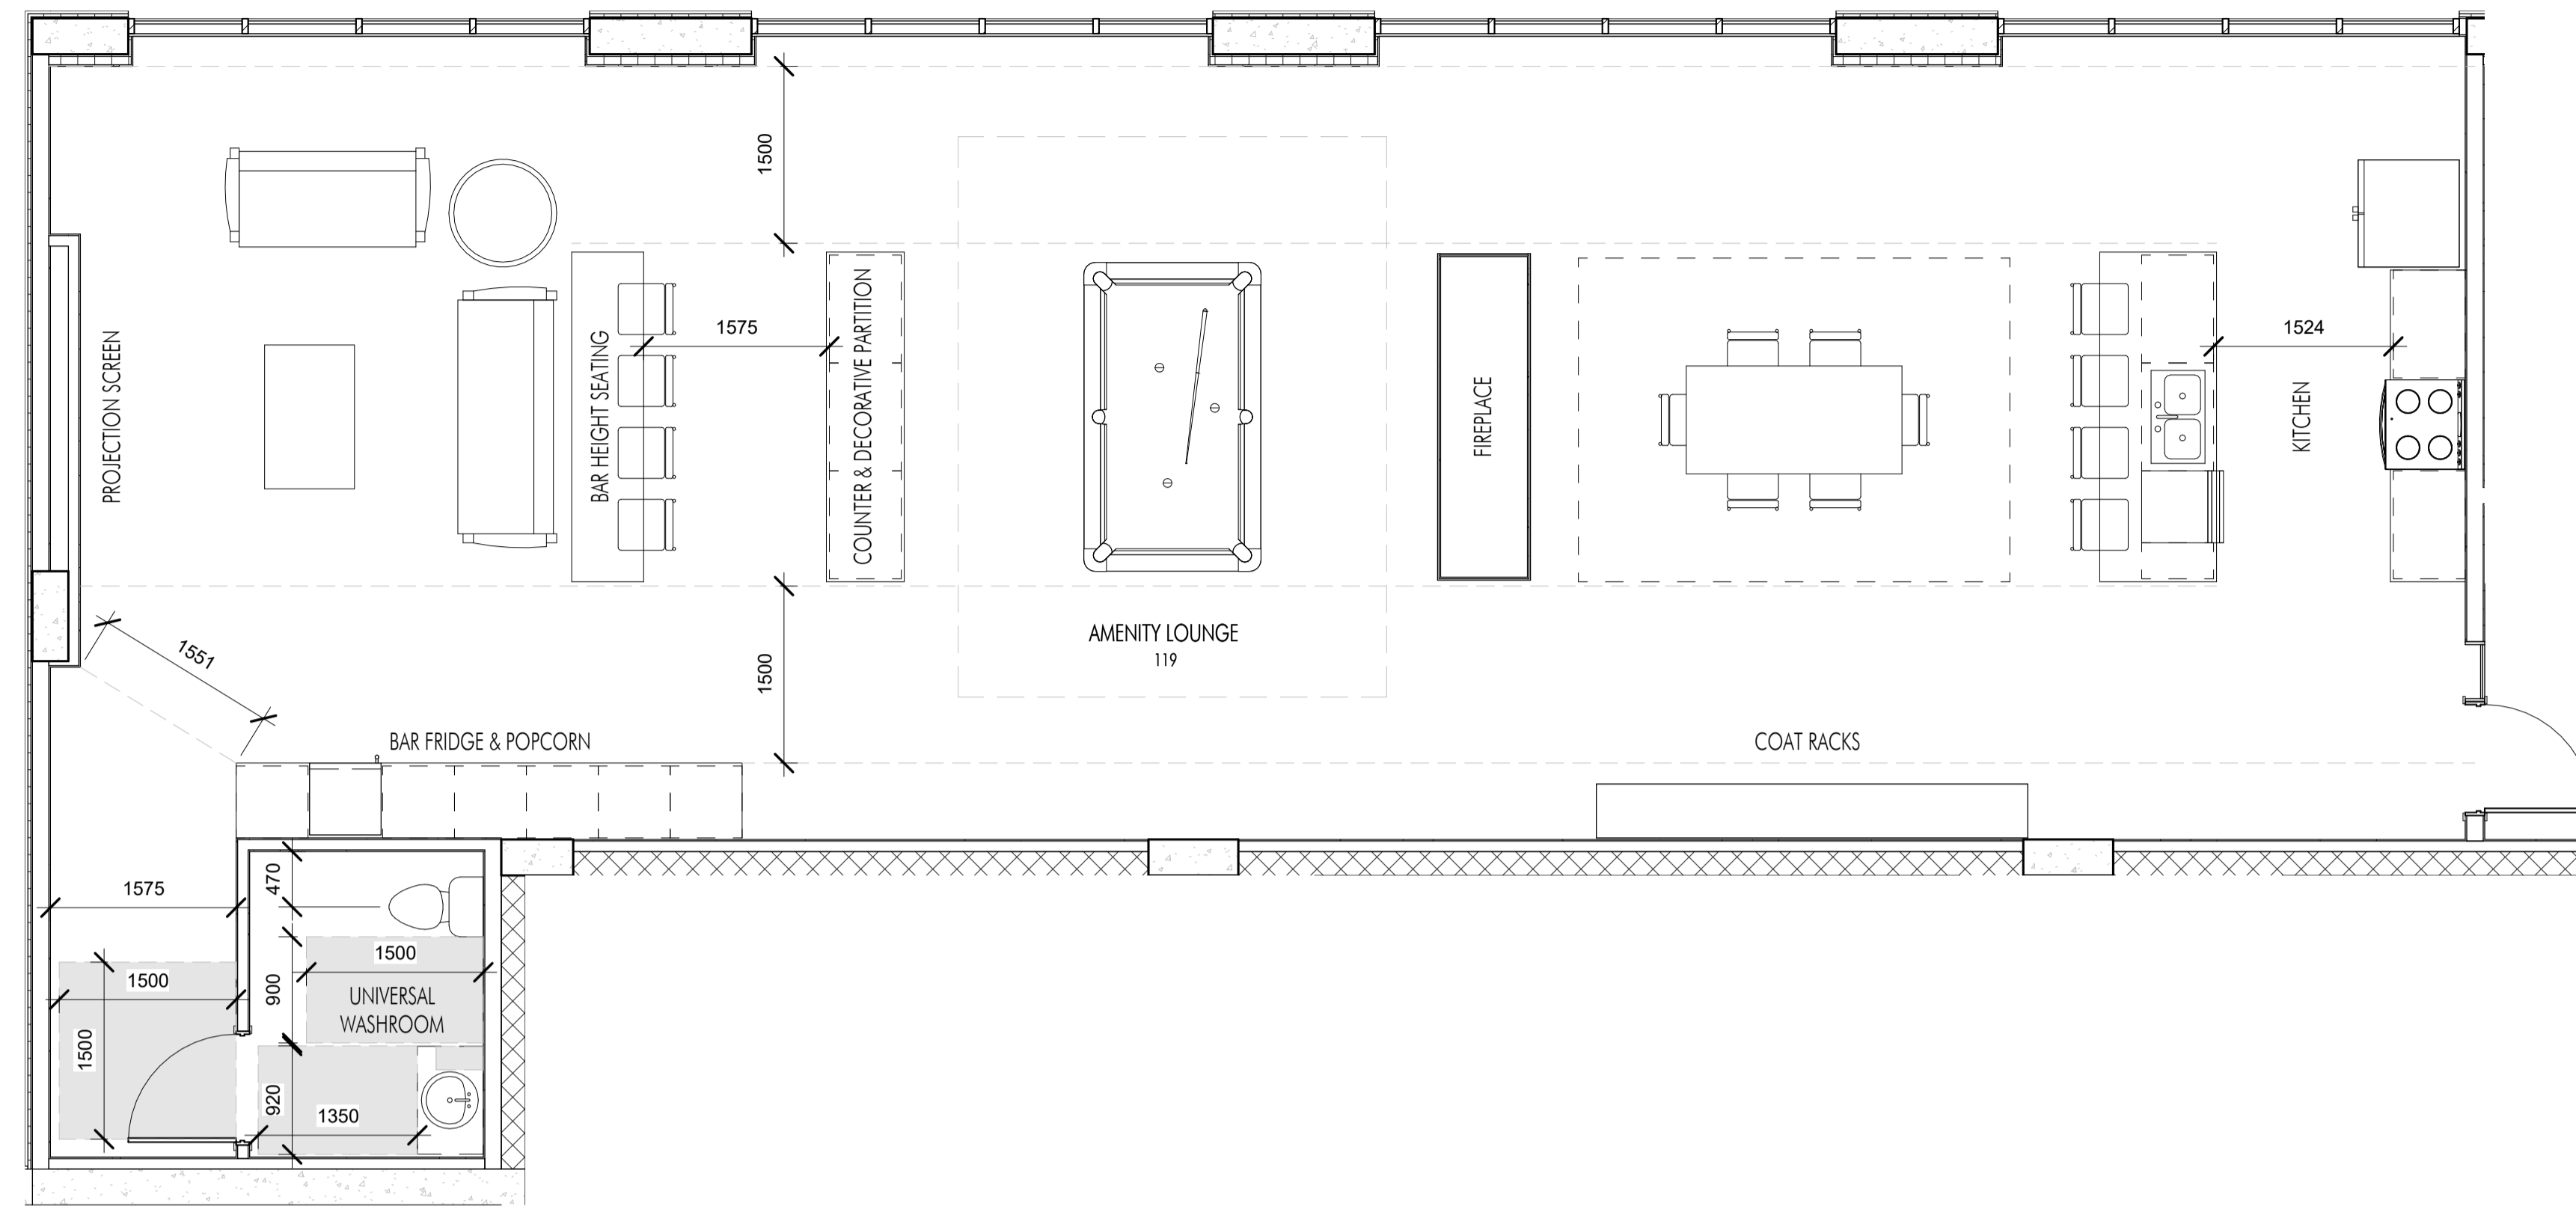 1500
PROJECTION SCREEN
BAR HEIGHT SEATING
1575
COUNTER & DECORATIVE PARTITION
FIREPLACE
1524
KITCHEN
AMENITY LOUNGE
119
1551
1500
BAR FRIDGE & POPCORN
COAT RACKS
1575
470
1500
1500
900
UNIVERSAL
WASHROOM
1500
920
1350